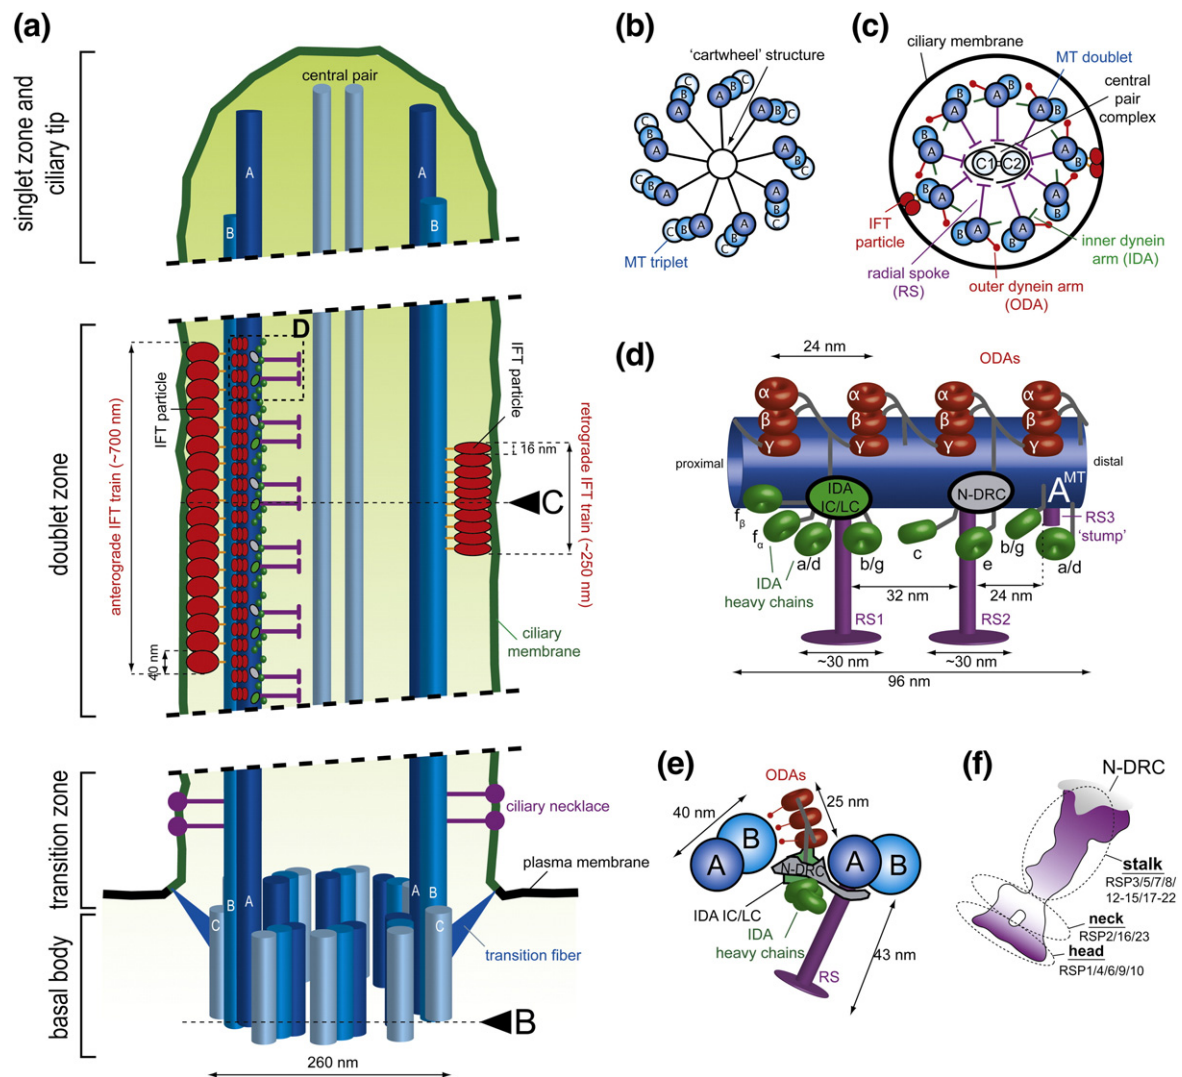 (a)
singlet zone and
ciliary tip
central pair
A
B
B
doublet zone
D
anterograde IFT train (~700 nm)
IFT particle
40 nm
IFT
particle
16 nm
retrograde IFT train (~250 nm)
C
ciliary
membrane
transition zone
ciliary necklace
plasma membrane
C
B
A
A
B
C
transition fiber
basal body
B
260 nm
(b)
'cartwheel' structure
A B C
A B C
A B C
A B C
A B C
A B C
A B C
A B C
A B C
MT triplet
(c)
ciliary membrane
MT doublet
central
pair
complex
A B
A B
A B
A B
A B
A B
A B
A B
A B
C1
C2
IFT
particle
radial spoke
(RS)
outer dynein arm
(ODA)
inner dynein
arm (IDA)
(d)
24 nm
ODAs
α
β
γ
α
β
γ
α
β
γ
α
β
γ
proximal
distal
IDA
IC/LC
N-DRC
AMT
RS3
'stump'
fβ
fα
a/d
b/g
c
e
b/g
a/d
IDA
heavy chains
32 nm
24 nm
RS1
RS2
~30 nm
~30 nm
96 nm
(e)
ODAs
40 nm
25 nm
B
A
A
B
N-DRC
IDA IC/LC
IDA
heavy chains
RS
43 nm
(f)
N-DRC
stalk
RSP3/5/7/8/
12-15/17-22
neck
RSP2/16/23
head
RSP1/4/6/9/10